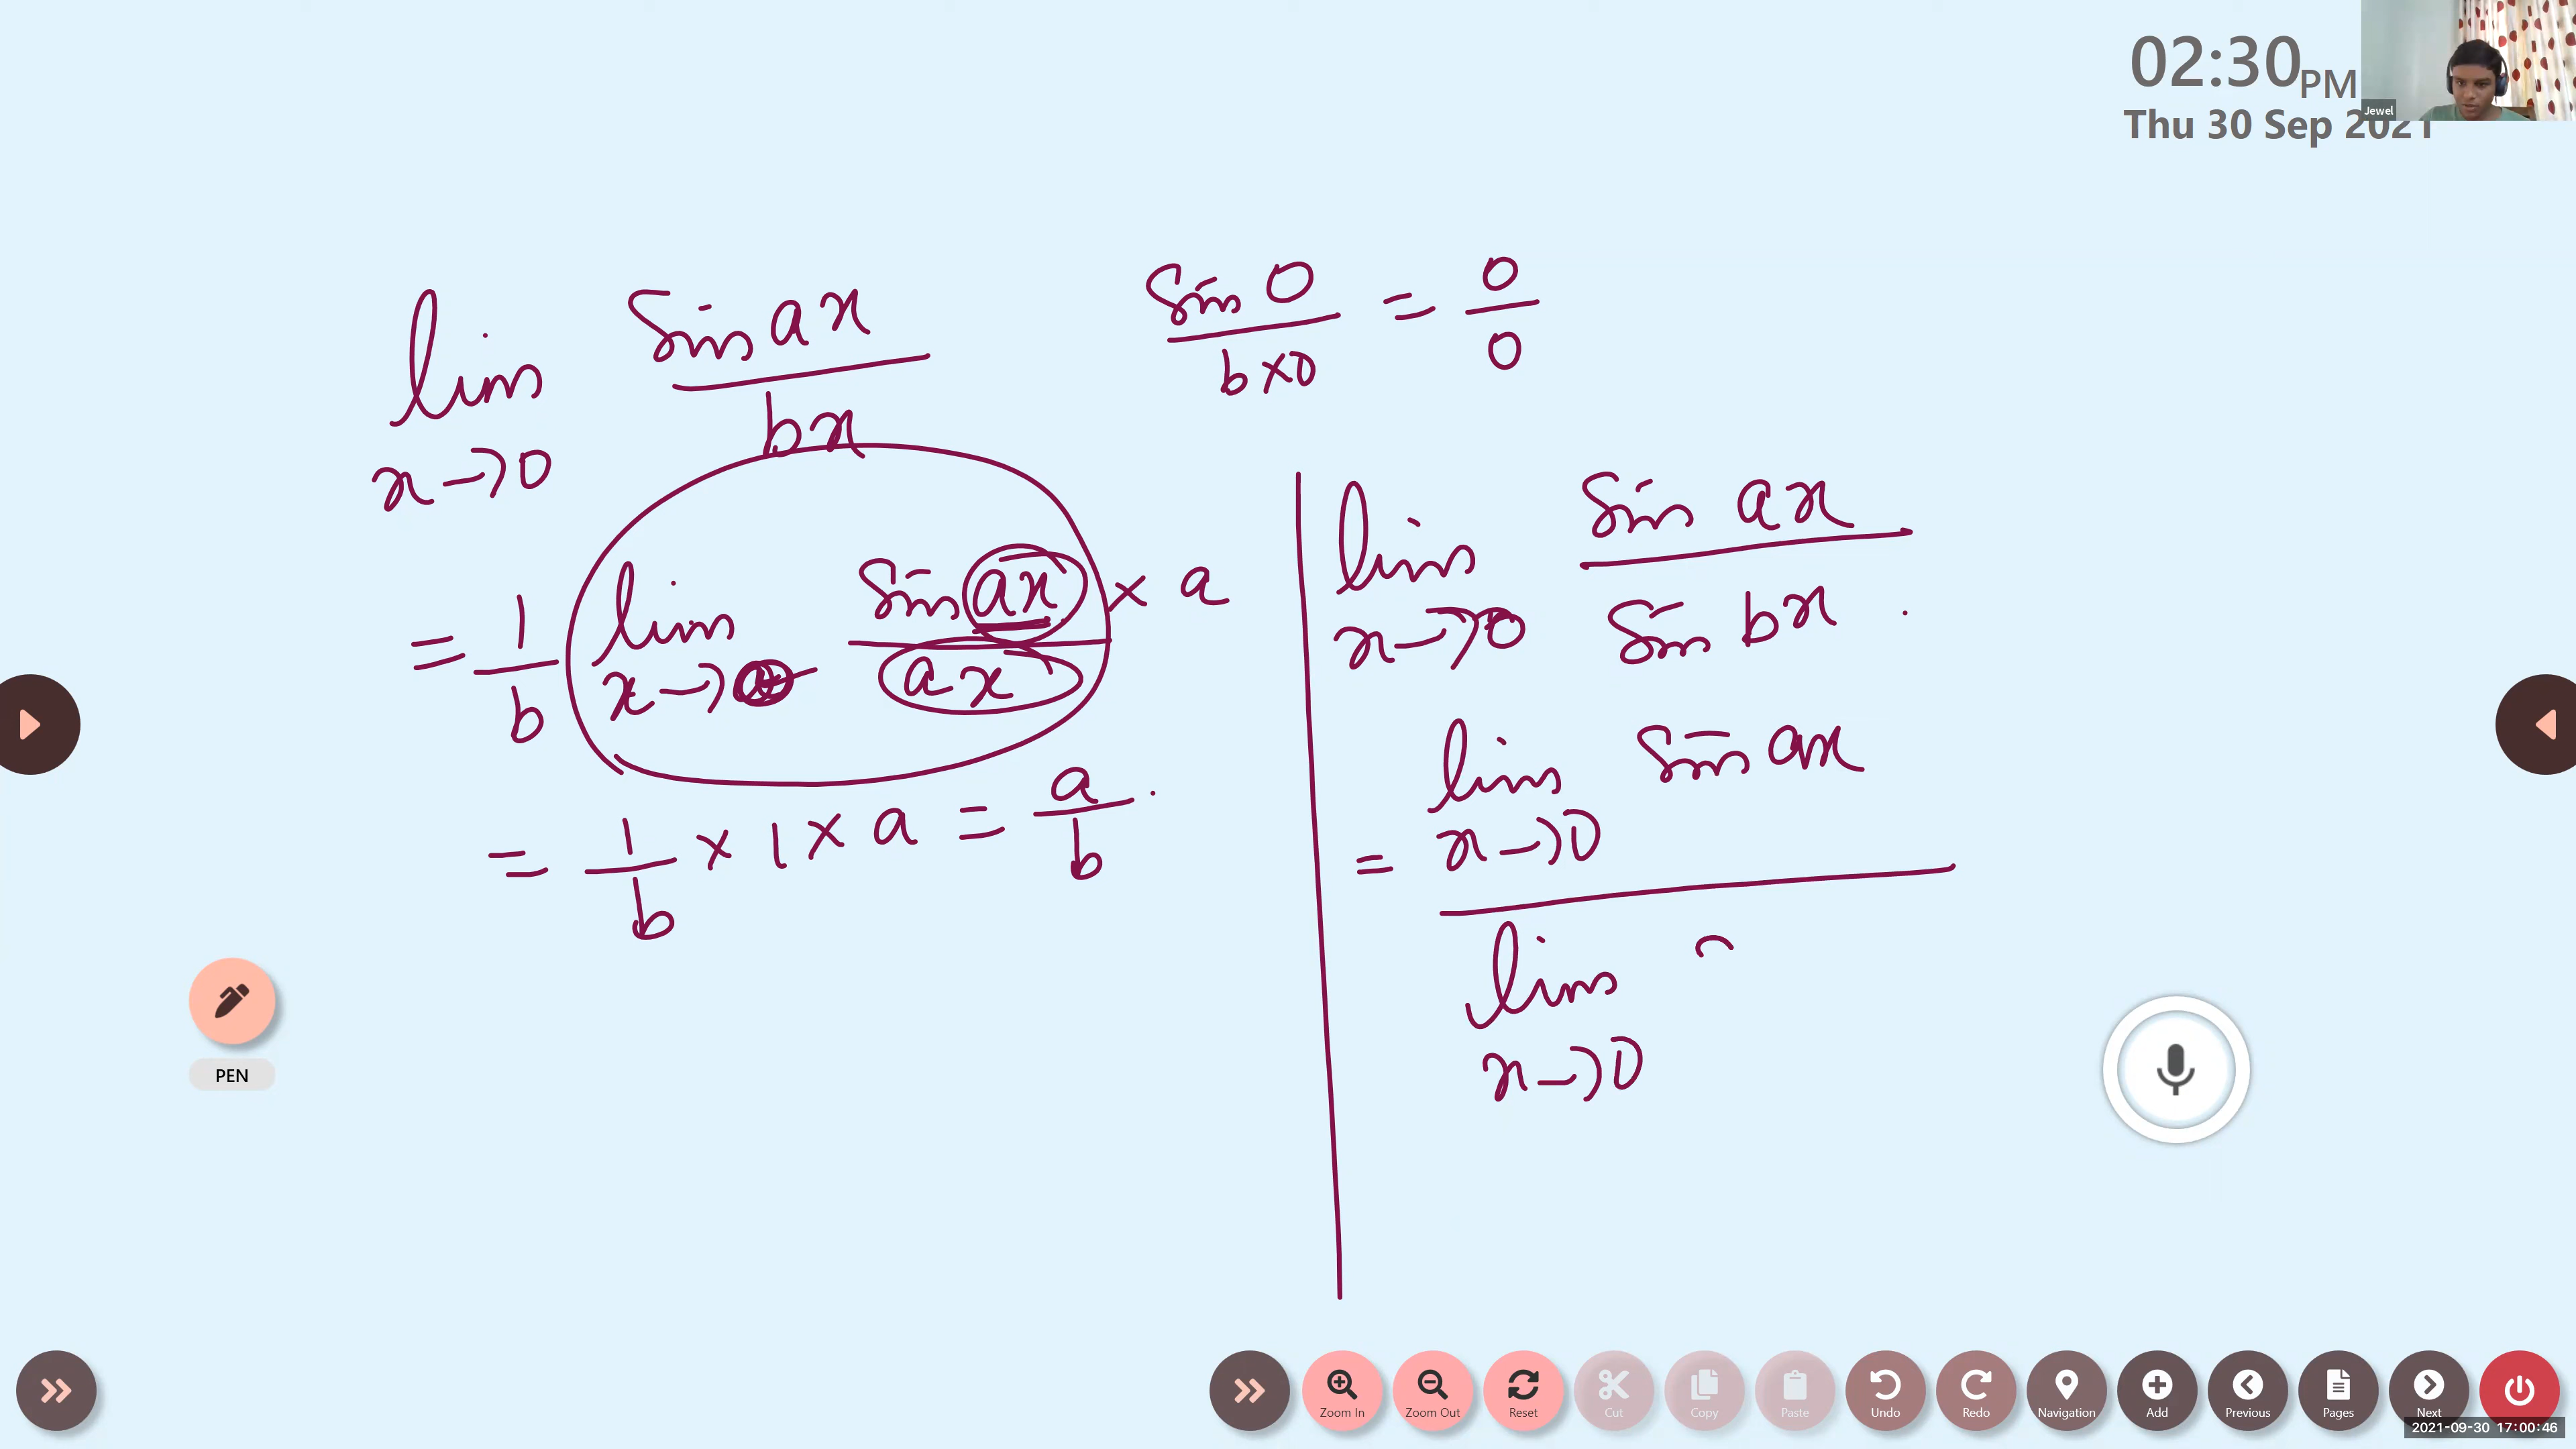 02:30 PM
Thu 30 Sep 2021
Jewel
lim x→0 sin ax / bx
sin 0 / b×0 = 0/0
= 1/b lim x→ sin ax / ax × a
= 1/b × 1 × a = a/b .
lim x→0 sin ax / sin bx .
= lim x→0 sin ax / lim x→0
PEN
Zoom In Zoom Out Reset Cut Copy Paste Undo Redo Navigation Add Previous Pages Next
2021-09-30 17:00:46